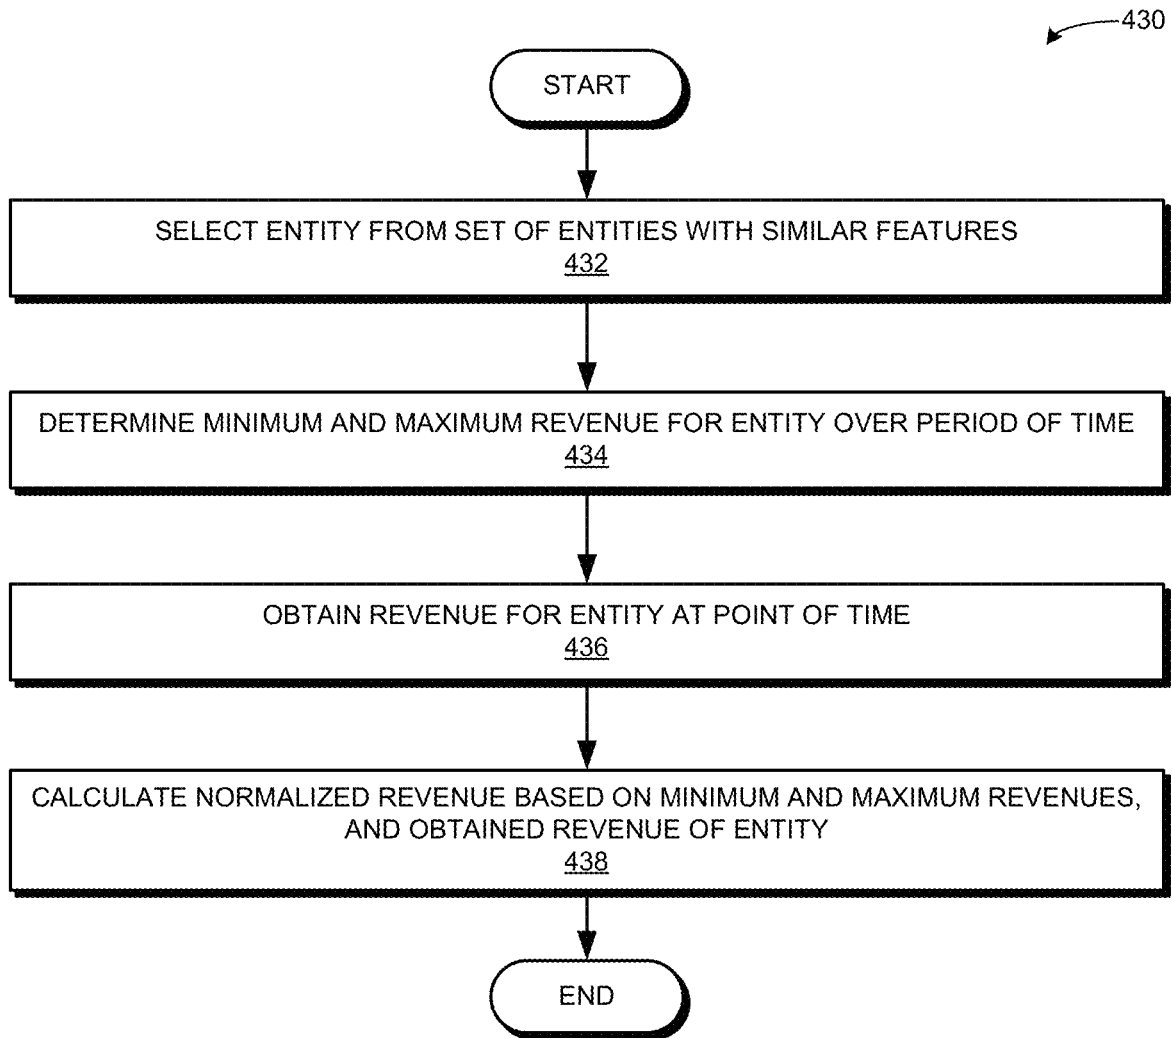 430
START
SELECT ENTITY FROM SET OF ENTITIES WITH SIMILAR FEATURES
432
DETERMINE MINIMUM AND MAXIMUM REVENUE FOR ENTITY OVER PERIOD OF TIME
434
OBTAIN REVENUE FOR ENTITY AT POINT OF TIME
436
CALCULATE NORMALIZED REVENUE BASED ON MINIMUM AND MAXIMUM REVENUES,
AND OBTAINED REVENUE OF ENTITY
438
END